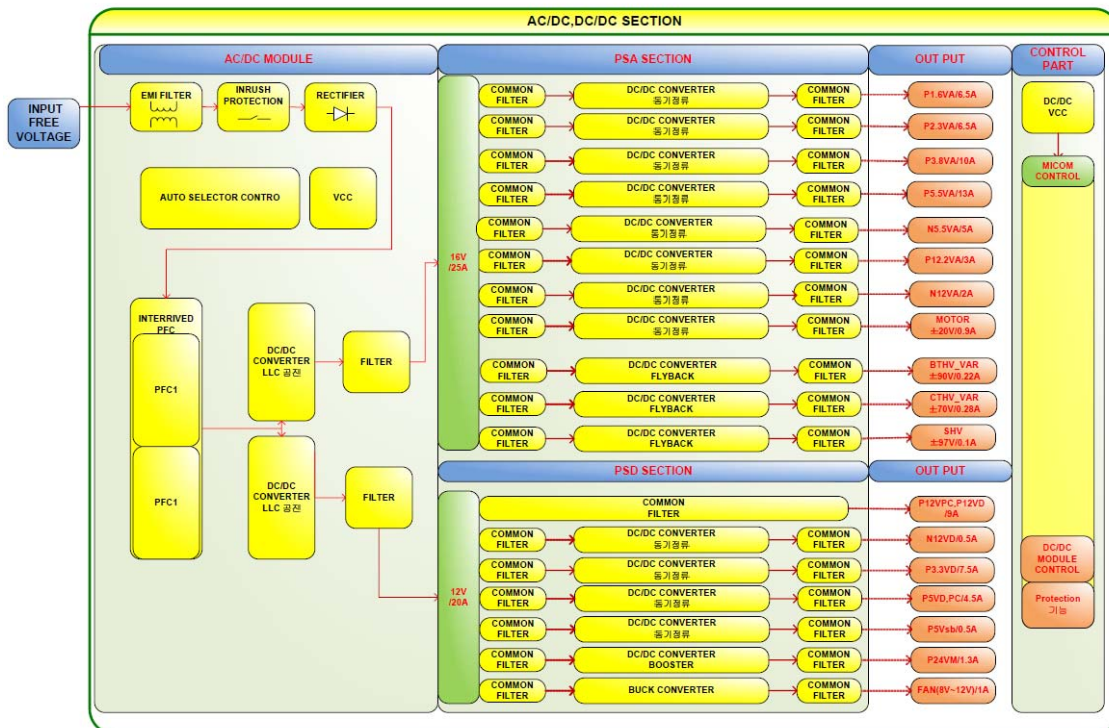 AC/DC,DC/DC SECTION
AC/DC MODULE
PSA SECTION
OUT PUT
CONTROL
PART
INPUT
FREE
VOLTAGE
EMI FILTER
INRUSH
PROTECTION
RECTIFIER
AUTO SELECTOR CONTRO
VCC
INTERRIVED
PFC
PFC1
PFC1
DC/DC
CONVERTER
LLC 공진
FILTER
DC/DC
CONVERTER
LLC 공진
FILTER
16V
/25A
COMMON
FILTER
DC/DC CONVERTER
동기정류
COMMON
FILTER
P1.6VA/6.5A
COMMON
FILTER
DC/DC CONVERTER
동기정류
COMMON
FILTER
P2.3VA/6.5A
COMMON
FILTER
DC/DC CONVERTER
동기정류
COMMON
FILTER
P3.8VA/10A
COMMON
FILTER
DC/DC CONVERTER
동기정류
COMMON
FILTER
P5.5VA/13A
COMMON
FILTER
DC/DC CONVERTER
동기정류
COMMON
FILTER
N5.5VA/5A
COMMON
FILTER
DC/DC CONVERTER
동기정류
COMMON
FILTER
P12.2VA/3A
COMMON
FILTER
DC/DC CONVERTER
동기정류
COMMON
FILTER
N12VA/2A
COMMON
FILTER
DC/DC CONVERTER
동기정류
COMMON
FILTER
MOTOR
±20V/0.9A
COMMON
FILTER
DC/DC CONVERTER
FLYBACK
COMMON
FILTER
BTHV_VAR
±90V/0.22A
COMMON
FILTER
DC/DC CONVERTER
FLYBACK
COMMON
FILTER
CTHV_VAR
±70V/0.28A
COMMON
FILTER
DC/DC CONVERTER
FLYBACK
COMMON
FILTER
SHV
±97V/0.1A
PSD SECTION
OUT PUT
12V
/20A
COMMON
FILTER
P12VPC,P12VD
/9A
COMMON
FILTER
DC/DC CONVERTER
동기정류
COMMON
FILTER
N12VD/0.5A
COMMON
FILTER
DC/DC CONVERTER
동기정류
COMMON
FILTER
P3.3VD/7.5A
COMMON
FILTER
DC/DC CONVERTER
동기정류
COMMON
FILTER
P5VD,PC/4.5A
COMMON
FILTER
DC/DC CONVERTER
동기정류
COMMON
FILTER
P5Vsb/0.5A
COMMON
FILTER
DC/DC CONVERTER
BOOSTER
COMMON
FILTER
P24VM/1.3A
COMMON
FILTER
BUCK CONVERTER
COMMON
FILTER
FAN(8V~12V)/1A
DC/DC
VCC
MICOM
CONTROL
DC/DC
MODULE
CONTROL
Protection
기능